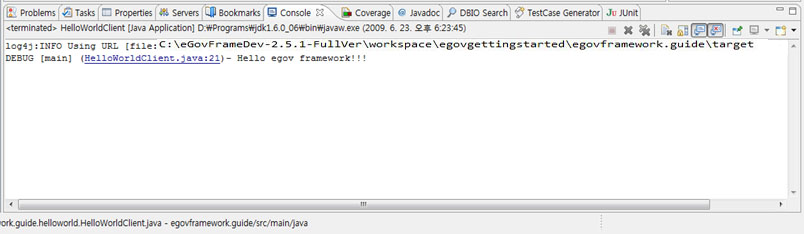 Problems Tasks Properties Servers Bookmarks Console Coverage Javadoc DBIO Search TestCase Generator JUnit
<terminated> HelloWorldClient [Java Application] D:₩Programs₩jdk1.6.0_06₩bin₩javaw.exe (2009. 6. 23. 오후 6:23:45)
log4j:INFO Using URL [file:C:\eGovFrameDev-2.5.1-FullVer\workspace\egovgettingstarted\egovframework.guide\target
DEBUG [main] (HelloWorldClient.java:21)- Hello egov framework!!!
ork.guide.helloworld.HelloWorldClient.java - egovframework.guide/src/main/java